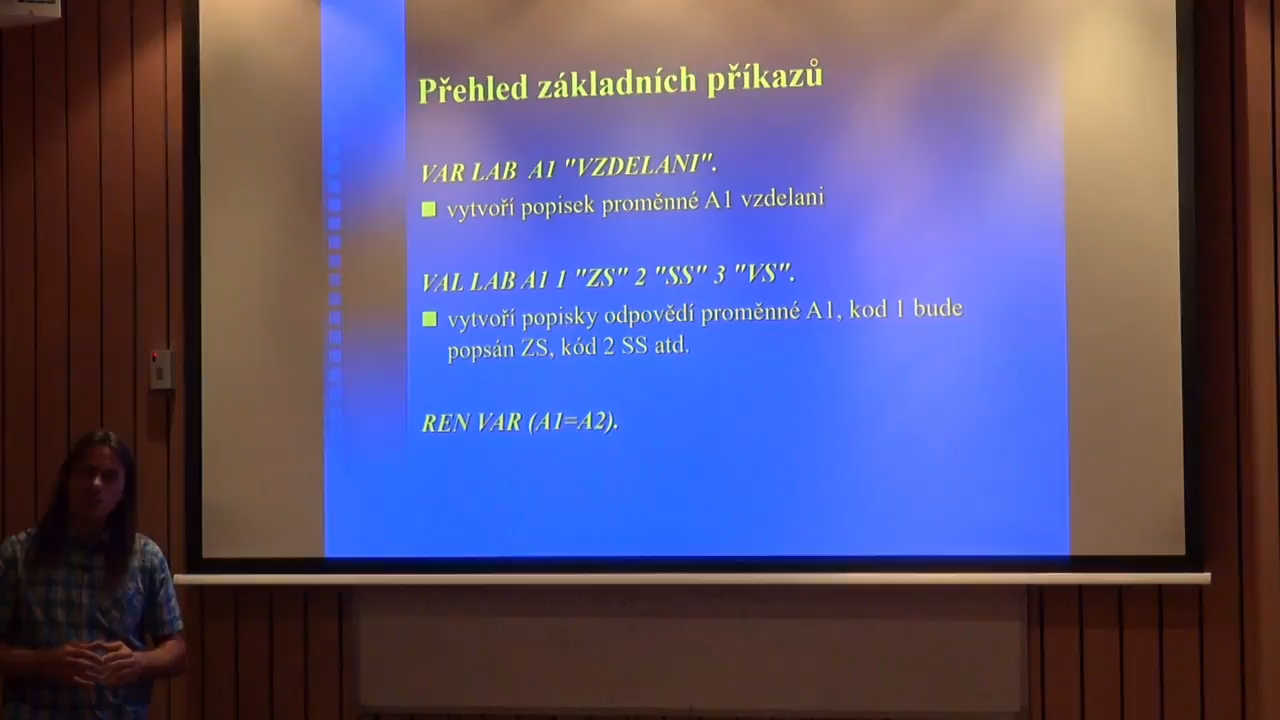 Přehled základních příkazů
VAR LAB A1 "VZDELANI".
vytvoří popisek proměnné A1 vzdelani
VAL LAB A1 1 "ZS" 2 "SS" 3 "VS".
vytvoří popisky odpovědí proměnné A1, kod 1 bude
popsán ZS, kód 2 SS atd.
REN VAR (A1=A2).